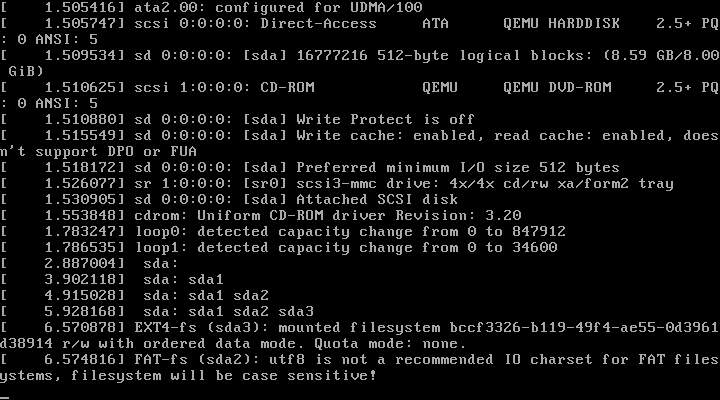 [    1.505416] ata2.00: configured for UDMA/100
[    1.505747] scsi 0:0:0:0: Direct-Access     ATA      QEMU HARDDISK    2.5+ PQ
: 0 ANSI: 5
[    1.509534] sd 0:0:0:0: [sda] 16777216 512-byte logical blocks: (8.59 GB/8.00
 GiB)
[    1.510625] scsi 1:0:0:0: CD-ROM            QEMU     QEMU DVD-ROM     2.5+ PQ
: 0 ANSI: 5
[    1.510880] sd 0:0:0:0: [sda] Write Protect is off
[    1.515549] sd 0:0:0:0: [sda] Write cache: enabled, read cache: enabled, does
n't support DPO or FUA
[    1.518172] sd 0:0:0:0: [sda] Preferred minimum I/O size 512 bytes
[    1.526077] sr 1:0:0:0: [sr0] scsi3-mmc drive: 4x/4x cd/rw xa/form2 tray
[    1.530905] sd 0:0:0:0: [sda] Attached SCSI disk
[    1.553848] cdrom: Uniform CD-ROM driver Revision: 3.20
[    1.783247] loop0: detected capacity change from 0 to 847912
[    1.786535] loop1: detected capacity change from 0 to 34600
[    2.887004]  sda:
[    3.902118]  sda: sda1
[    4.915028]  sda: sda1 sda2
[    5.928168]  sda: sda1 sda2 sda3
[    6.570878] EXT4-fs (sda3): mounted filesystem bccf3326-b119-49f4-ae55-0d3961
d38914 r/w with ordered data mode. Quota mode: none.
[    6.574816] FAT-fs (sda2): utf8 is not a recommended IO charset for FAT files
ystems, filesystem will be case sensitive!
_